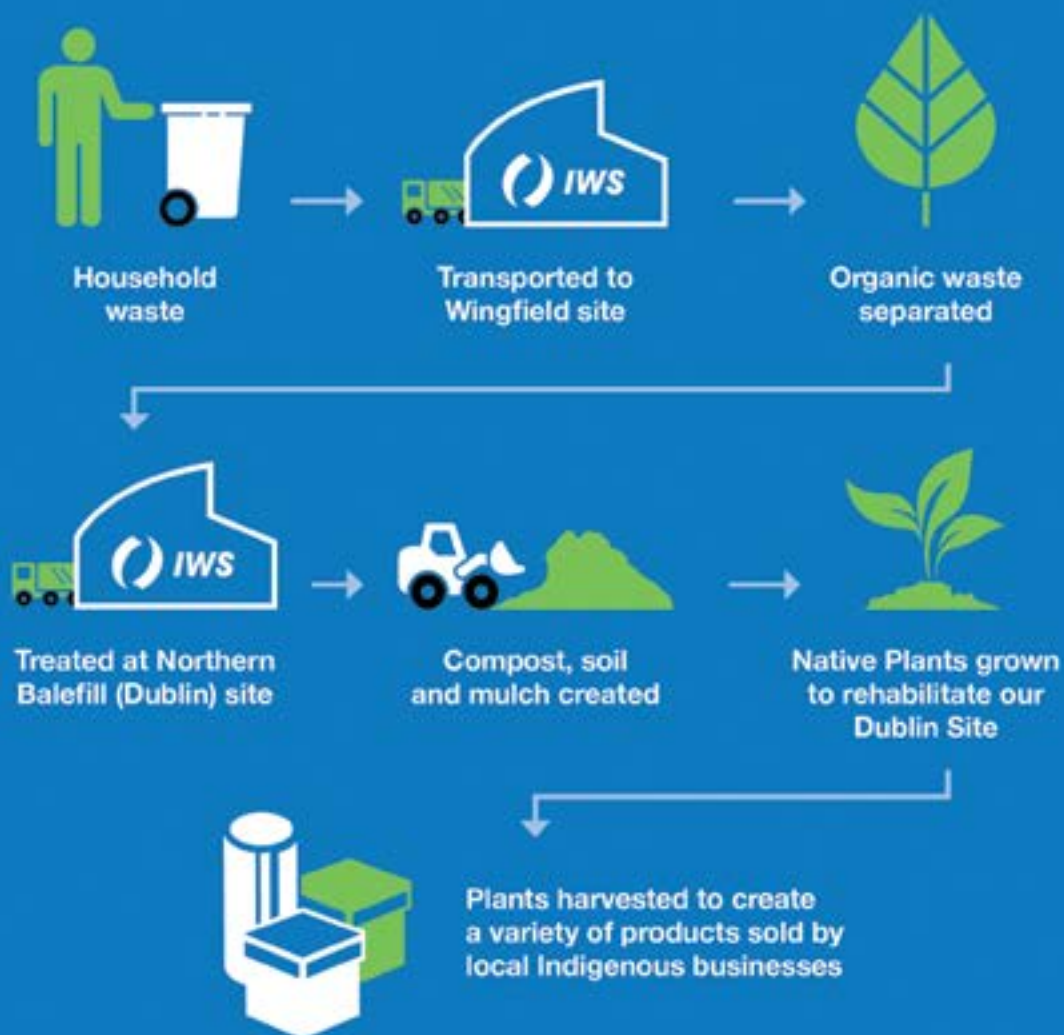 IWS
Household
waste
Transported to
Wingfield site
Organic waste
separated
IWS
Treated at Northern
Balefill (Dublin) site
Compost, soil
and mulch created
Native Plants grown
to rehabilitate our
Dublin Site
Plants harvested to create
a variety of products sold by
local Indigenous businesses